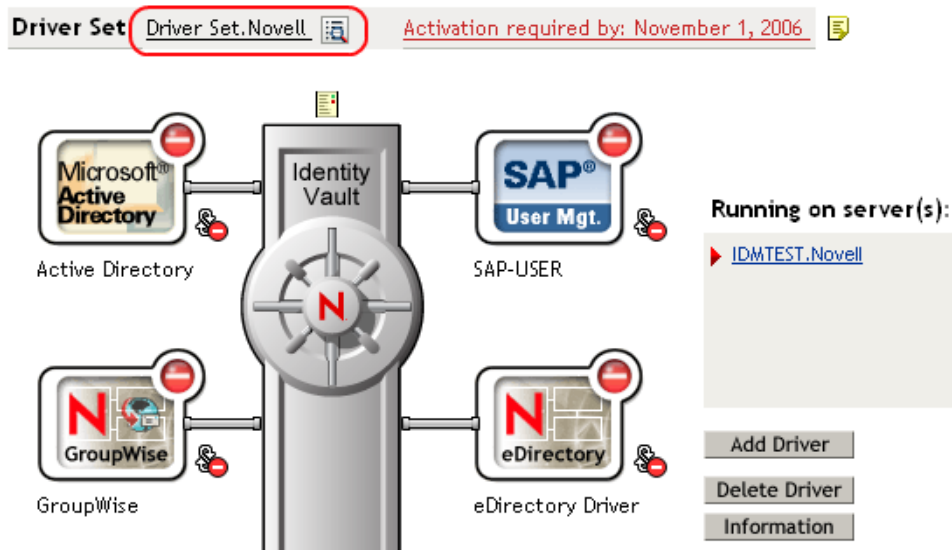 Driver Set Driver Set.Novell Activation required by: November 1, 2006
Microsoft®
Active
Directory
Active Directory
Identity
Vault
N
SAP®
User Mgt.
SAP-USER
Running on server(s):
IDMTEST.Novell
N
GroupWise
GroupWise
N
eDirectory
eDirectory Driver
Add Driver
Delete Driver
Information